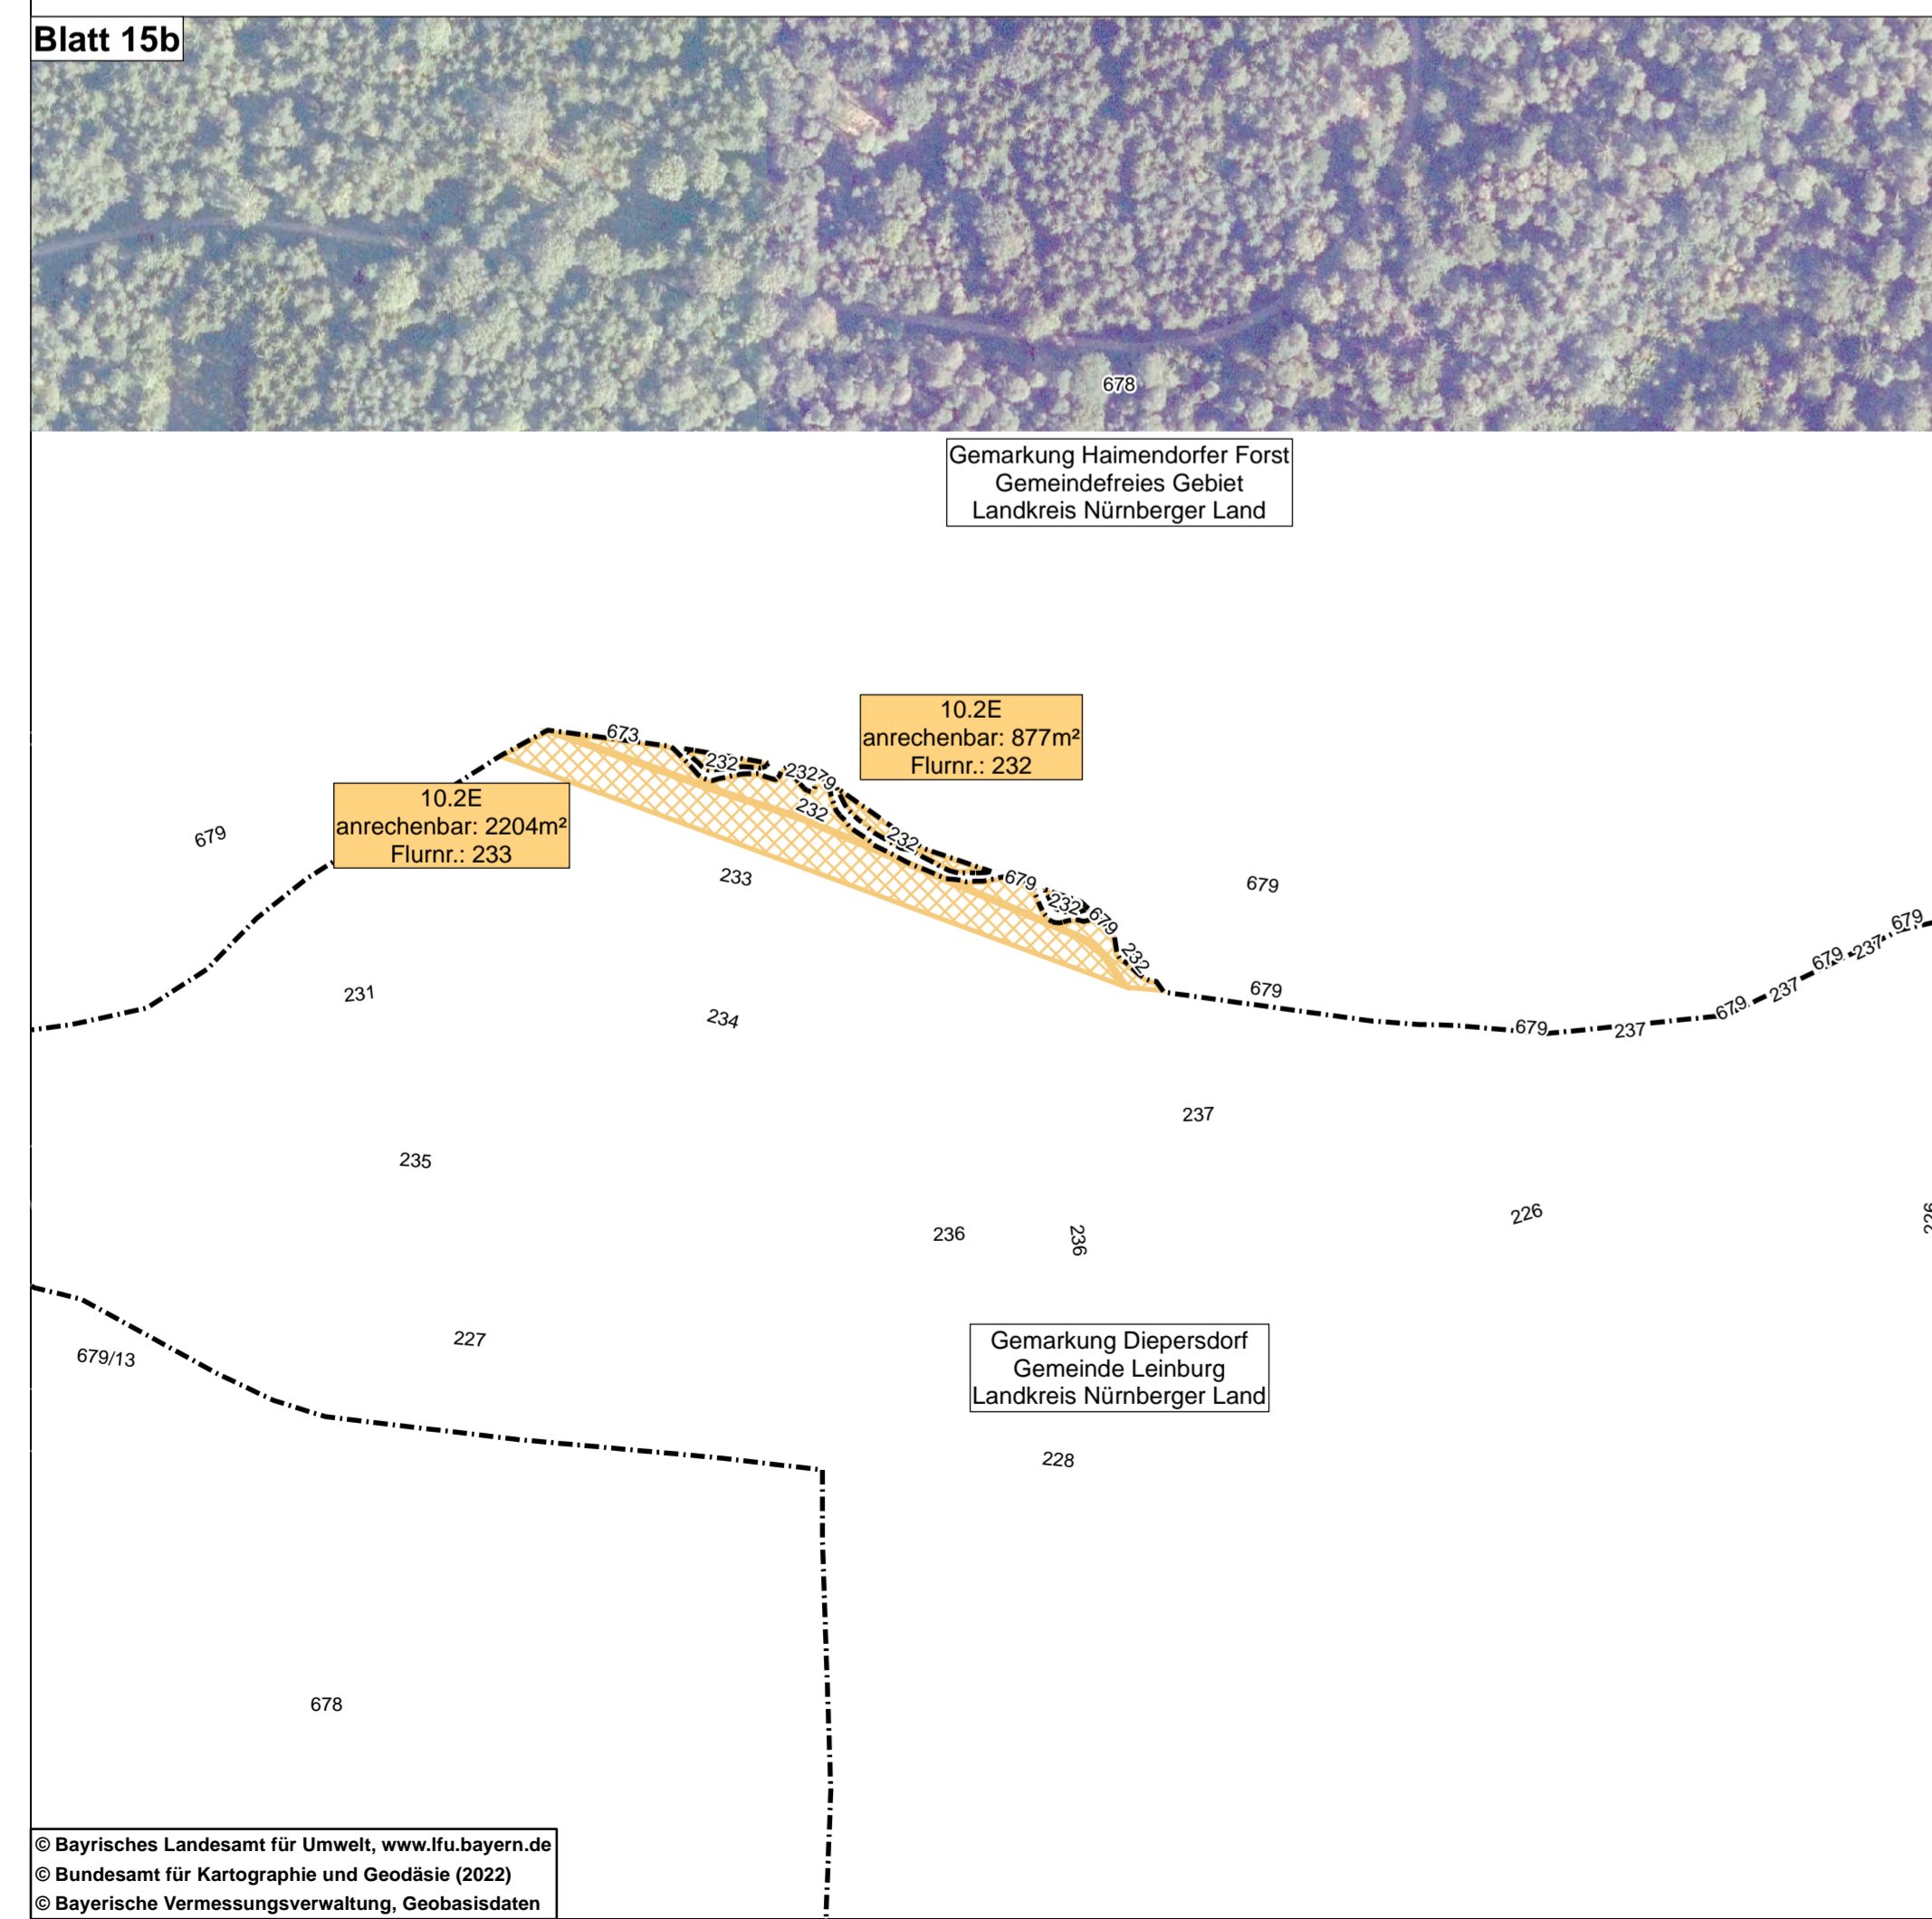 Blatt 15b
678
Gemarkung Haimendorfer Forst
Gemeindefreies Gebiet
Landkreis Nürnberger Land
10.2E
anrechenbar: 877m²
Flurnr.: 232
673
232
232
79
232
232
10.2E
anrechenbar: 2204m²
Flurnr.: 233
679
233
679
232
679
232
679
679
237
679
237
679
679
237
679
231
234
237
235
236
236
226
226
227
679/13
Gemarkung Diepersdorf
Gemeinde Leinburg
Landkreis Nürnberger Land
228
678
© Bayrisches Landesamt für Umwelt, www.lfu.bayern.de
© Bundesamt für Kartographie und Geodäsie (2022)
© Bayerische Vermessungsverwaltung, Geobasisdaten